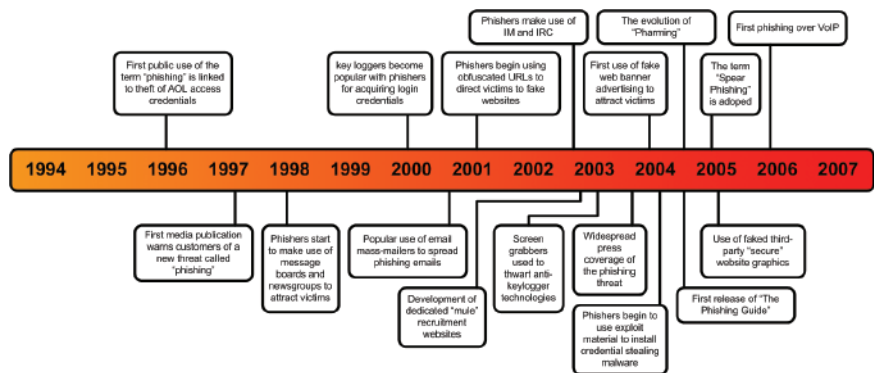 Phishers make use of
IM and IRC
The evolution of
"Pharming"
First phishing over VoIP
First public use of the
term "phishing" is linked
to theft of AOL access
credentials
key loggers become
popular with phishers
for acquiring login
credentials
Phishers begin using
obfuscated URLs to
direct victims to fake
websites
First use of fake
web banner
advertising to
attract victims
The term
"Spear
Phishing"
is adoped
1994 1995 1996 1997 1998 1999 2000 2001 2002 2003 2004 2005 2006 2007
First media publication
warns customers of a
new threat called
"phishing"
Phishers start
to make use of
message
boards and
newsgroups to
attract victims
Popular use of email
mass-mailers to spread
phishing emails
Development of
dedicated "mule"
recruitment
websites
Screen
grabbers
used to
thwart anti-
keylogger
technologies
Widespread
press
coverage of
the phishing
threat
Phishers begin to
use exploit
material to install
credential stealing
malware
Use of faked third-
party "secure"
website graphics
First release of "The
Phishing Guide"